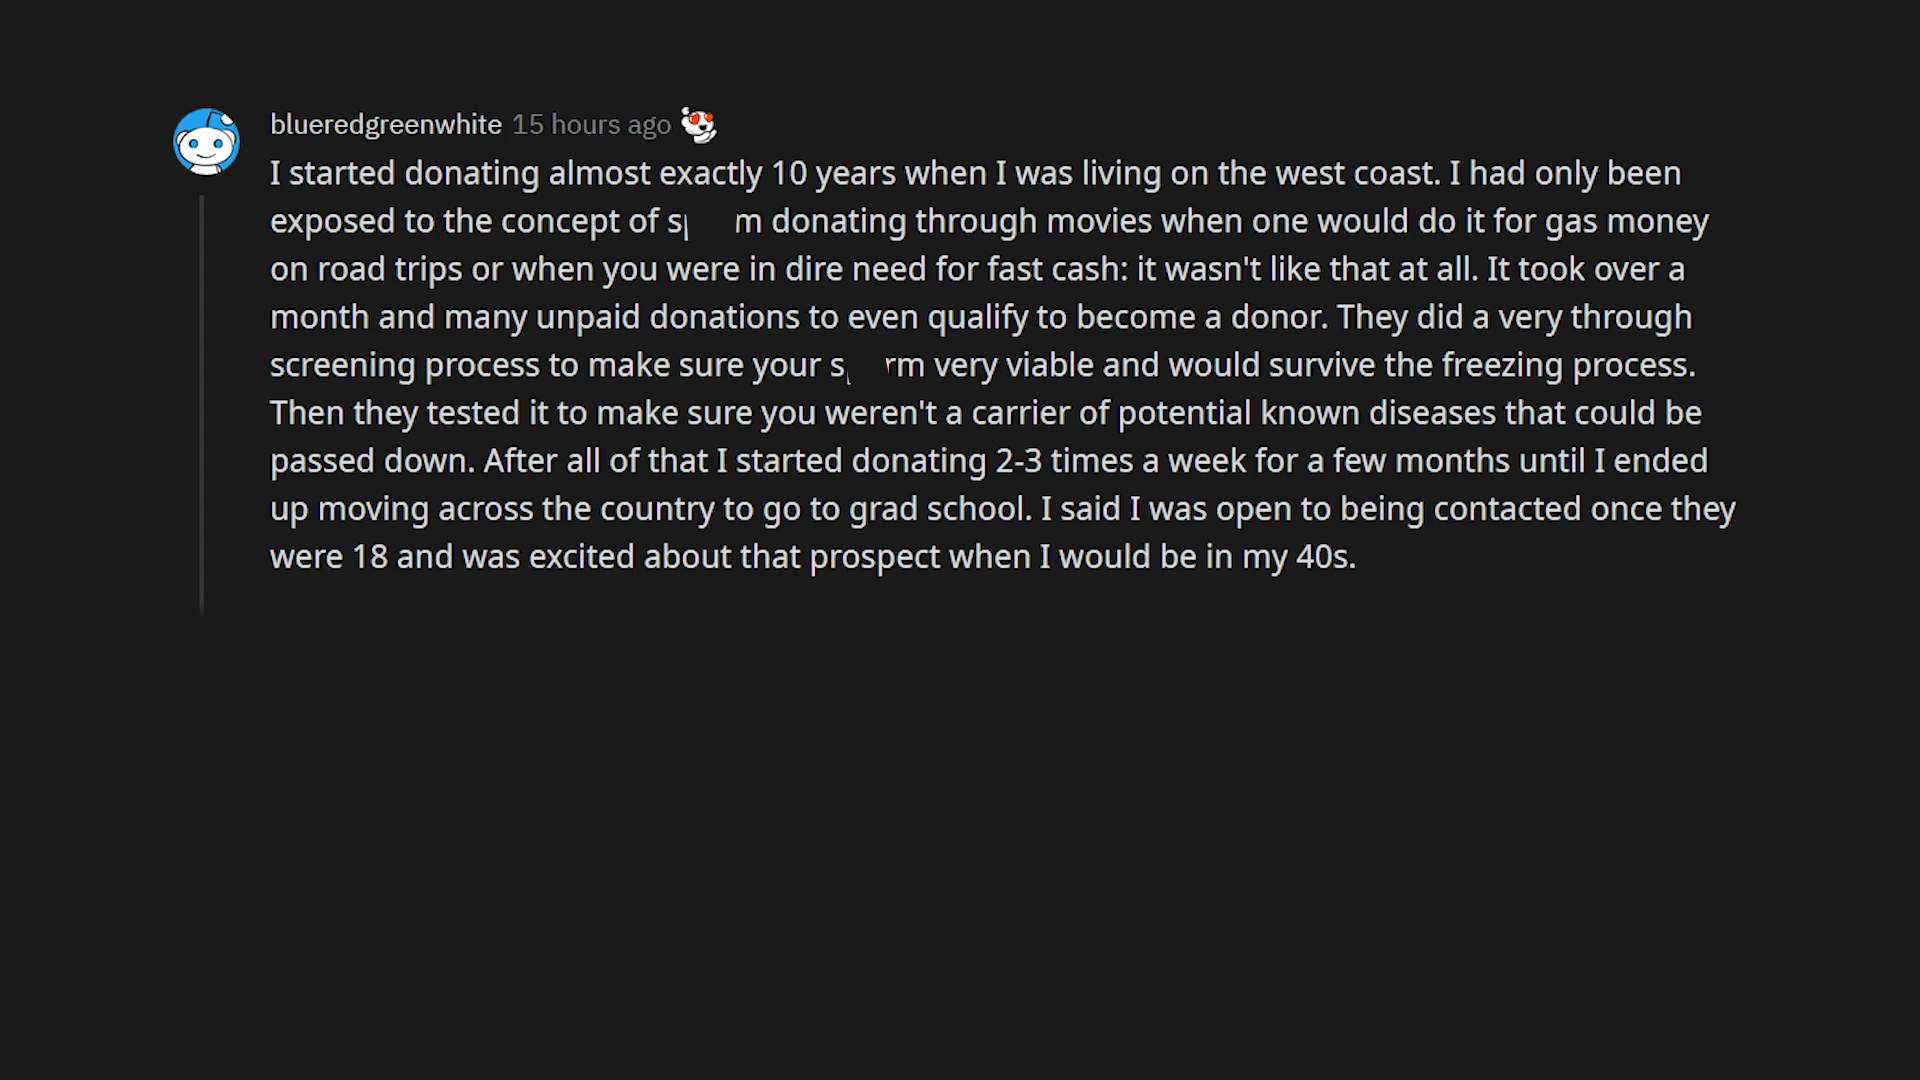 blueredgreenwhite 15 hours ago
I started donating almost exactly 10 years when I was living on the west coast. I had only been
exposed to the concept of m donating through movies when one would do it for gas money
on road trips or when you were in dire need for fast cash: it wasn't like that at all. It took over a
month and many unpaid donations to even qualify to become a donor. They did a very through
screening process to make sure your very viable and would survive the freezing process.
Then they tested it to make sure you weren't a carrier of potential known diseases that could be
passed down. After all of that I started donating 2-3 times a week for a few months until I ended
up moving across the country to go to grad school. I said I was open to being contacted once they
were 18 and was excited about that prospect when I would be in my 40s.